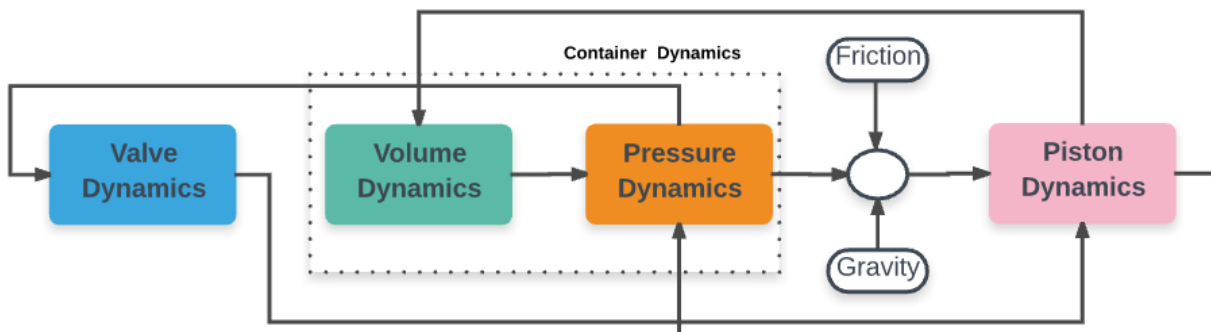 Container Dynamics
Friction
Valve
Dynamics
Volume
Dynamics
Pressure
Dynamics
Piston
Dynamics
Gravity